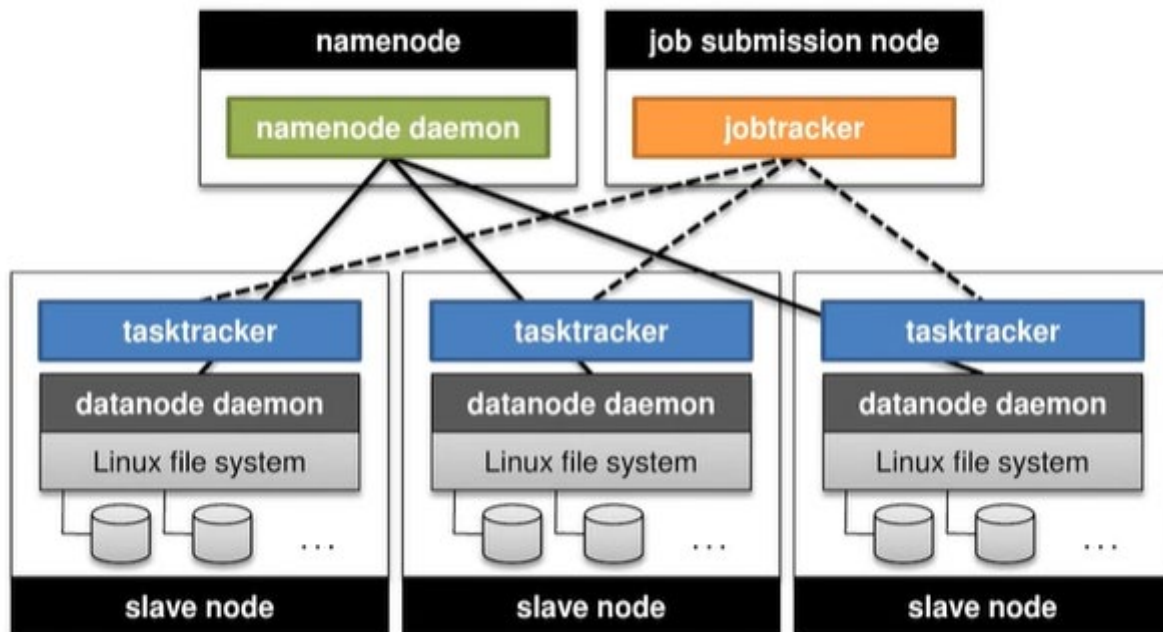 namenode
job submission node
namenode daemon
jobtracker
tasktracker
tasktracker
tasktracker
datanode daemon
datanode daemon
datanode daemon
Linux file system
Linux file system
Linux file system
...
...
...
slave node
slave node
slave node